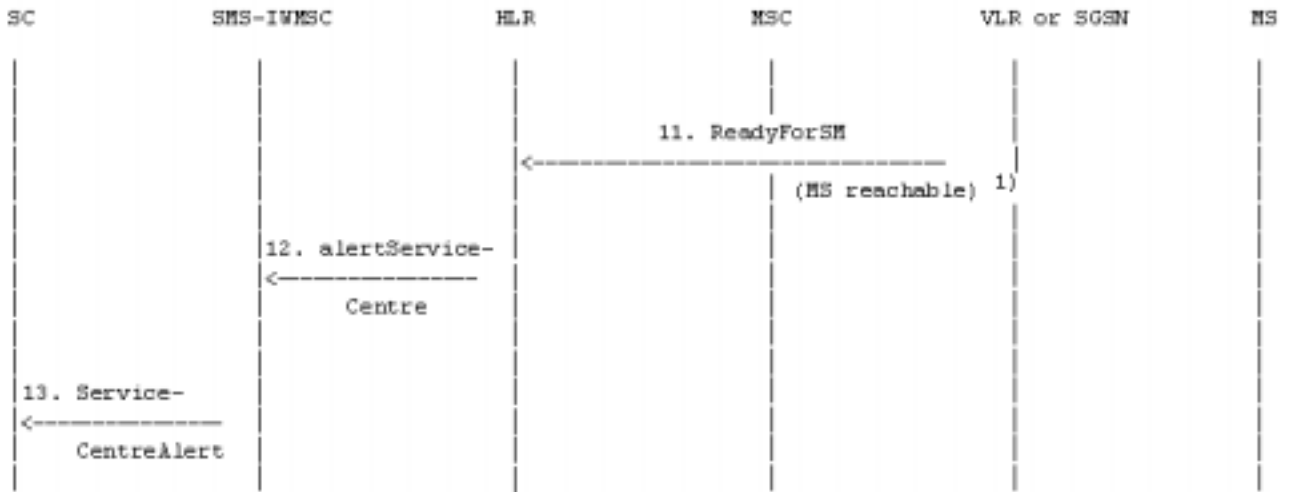 SC SMS-IWMSC HLR MSC VLR or SGSN MS
11. ReadyForSM
(MS reachable) 1)
12. alertService-
Centre
13. Service-
CentreAlert